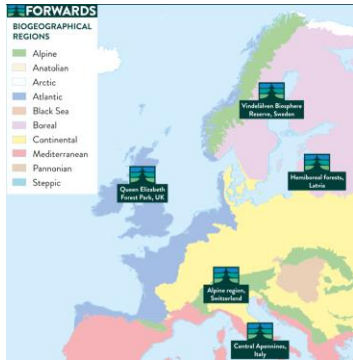 FORWARDS
BIOGEOGRAPHICAL
REGIONS
Alpine
Anatolian
Arctic
Atlantic
Black Sea
Boreal
Continental
Mediterranean
Pannonian
Steppic
Vindelälven Biosphere
Reserve, Sweden
Queen Elizabeth
Forest Park, UK
Hemiboreal forests,
Latvia
Alpine region,
Switzerland
Central Apennines,
Italy